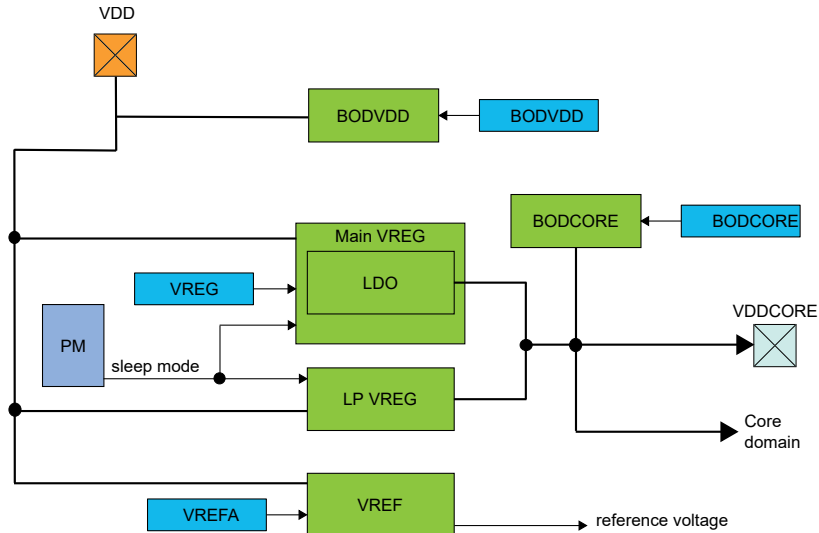 VDD
BODVDD
BODVDD
BODCORE
BODCORE
Main VREG
LDO
VREG
VDDCORE
PM
sleep mode
LP VREG
Core
domain
VREF
VREFA
reference voltage